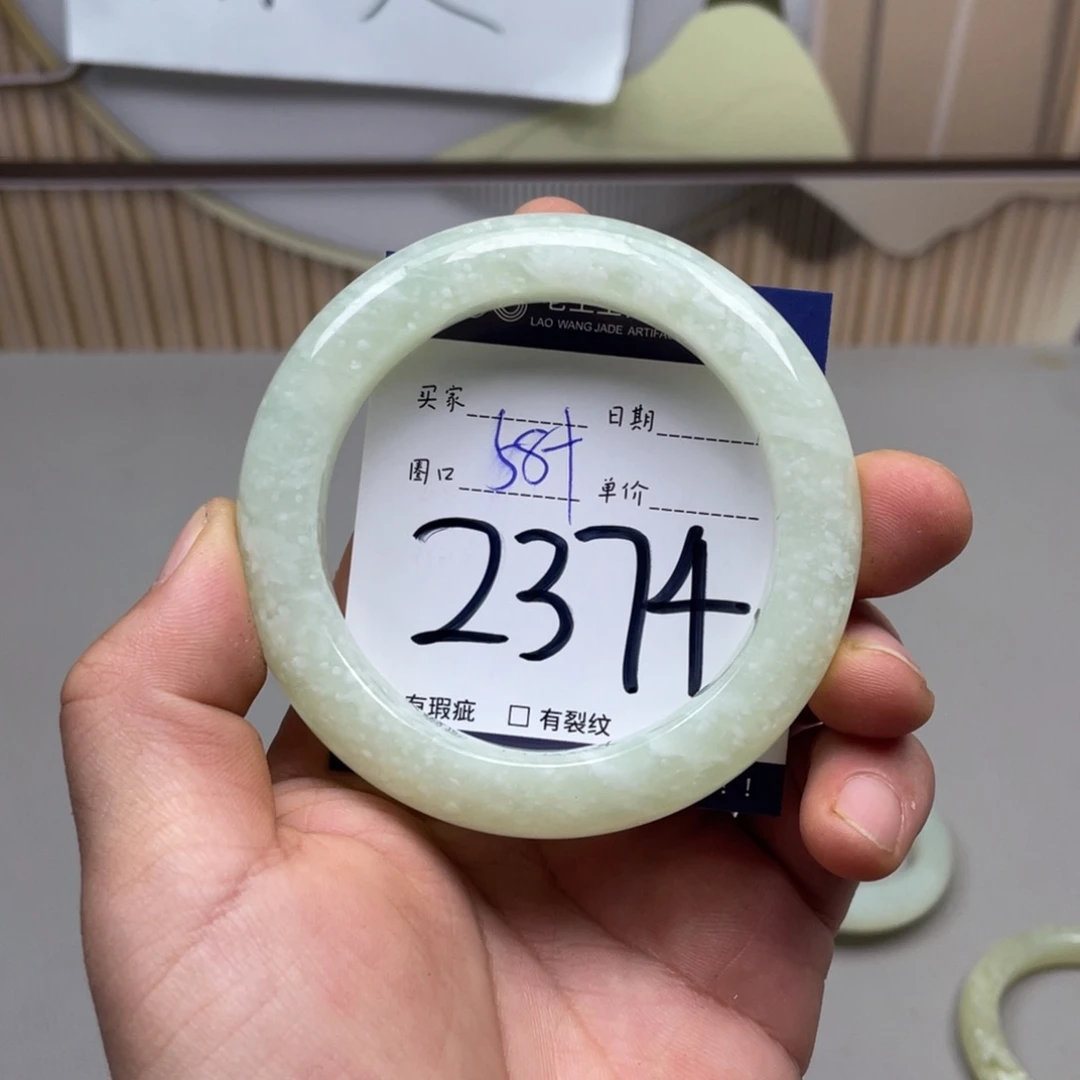 LAO WANG JADE ARTIFA
买家 日期
圈口 58+ 单价
2374
有瑕疵 □ 有裂纹
!